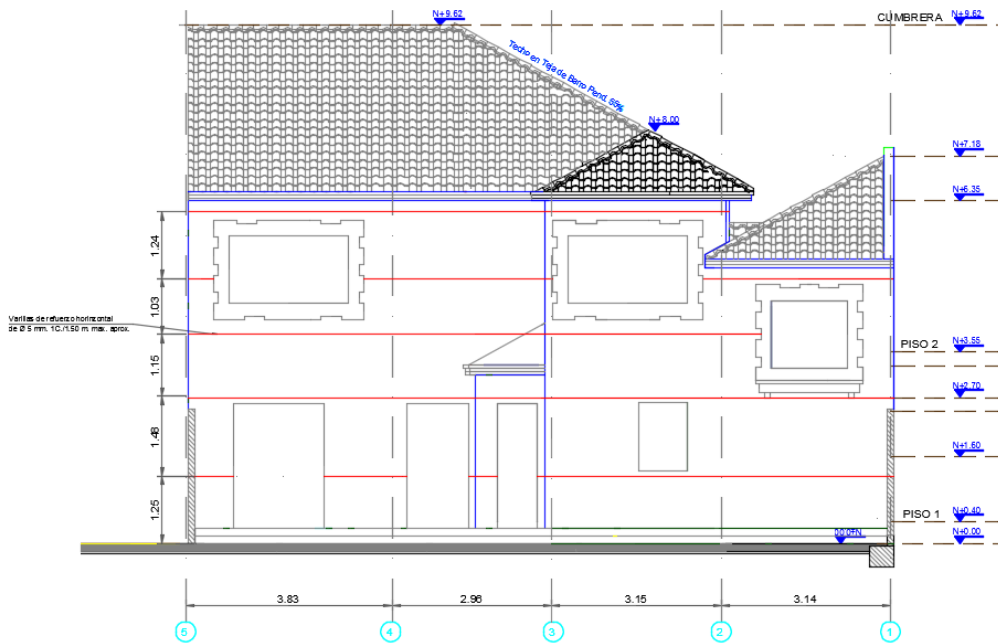 N+9.62
CUMBRERA N+9.62
Techo en Teja de Barro Pend. 55%
N+8.00
N+7.18
N+6.35
1.24
1.03
Varillas de refuerzo horizontal
de Ø 5 mm. 1C./1.50 m. max. aprox.
PISO 2 N+3.55
1.15
N+2.70
1.48
N+1.60
1.25
PISO 1 N+0.40
N+0.00
3.83 2.96 3.15 3.14
5 4 3 2 1